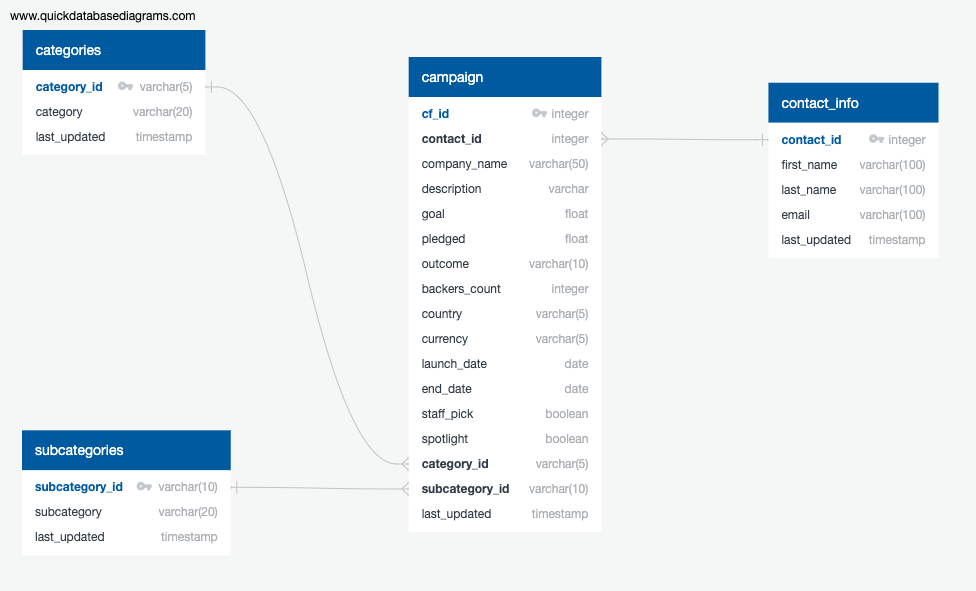 www.quickdatabasediagrams.com
categories
category_id varchar(5)
category varchar(20)
last_updated timestamp
campaign
cf_id integer
contact_id integer
company_name varchar(50)
description varchar
goal float
pledged float
outcome varchar(10)
backers_count integer
country varchar(5)
currency varchar(5)
launch_date date
end_date date
staff_pick boolean
spotlight boolean
category_id varchar(5)
subcategory_id varchar(10)
last_updated timestamp
contact_info
contact_id integer
first_name varchar(100)
last_name varchar(100)
email varchar(100)
last_updated timestamp
subcategories
subcategory_id varchar(10)
subcategory varchar(20)
last_updated timestamp